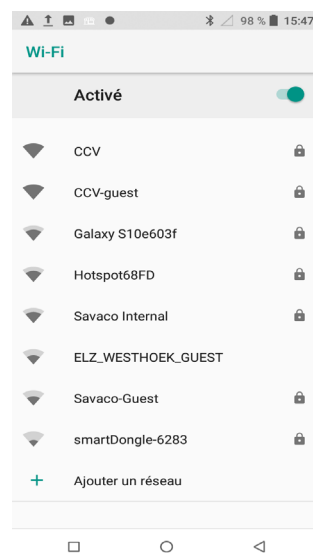 98 % 15:47
Wi-Fi
Activé
CCV
CCV-guest
Galaxy S10e603f
Hotspot68FD
Savaco Internal
ELZ_WESTHOEK_GUEST
Savaco-Guest
smartDongle-6283
Ajouter un réseau